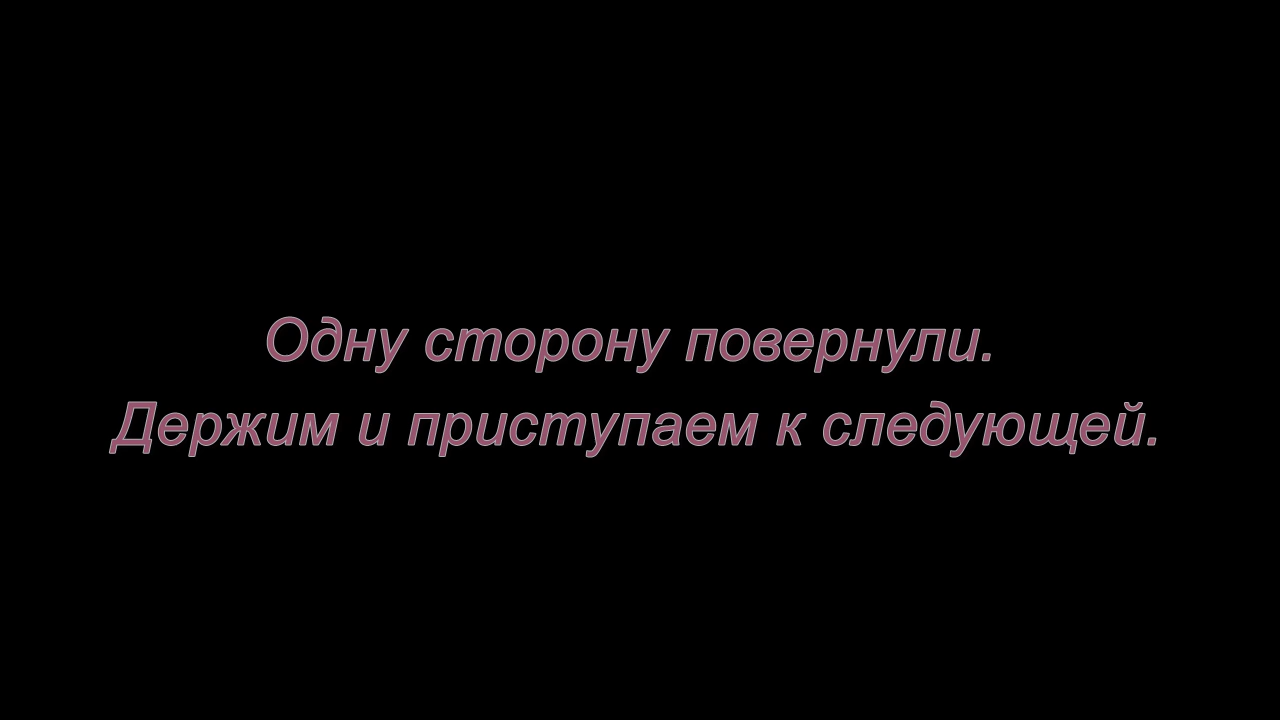 Одну сторону повернули.
Держим и приступаем к следующей.